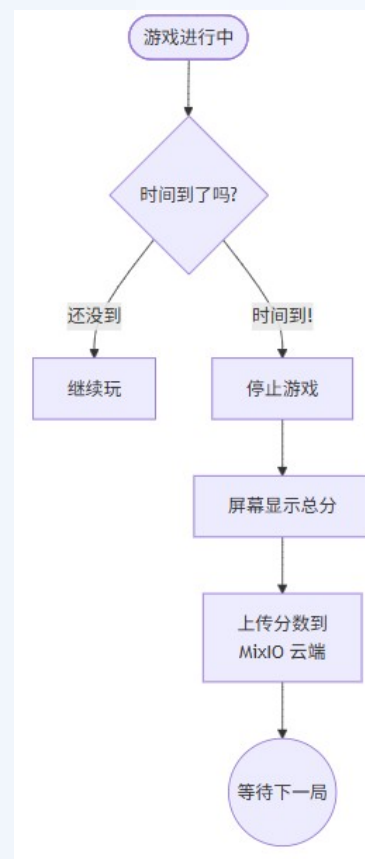 游戏进行中
时间到了吗?
还没到
时间到!
继续玩
停止游戏
屏幕显示总分
上传分数到
MixIO 云端
等待下一局